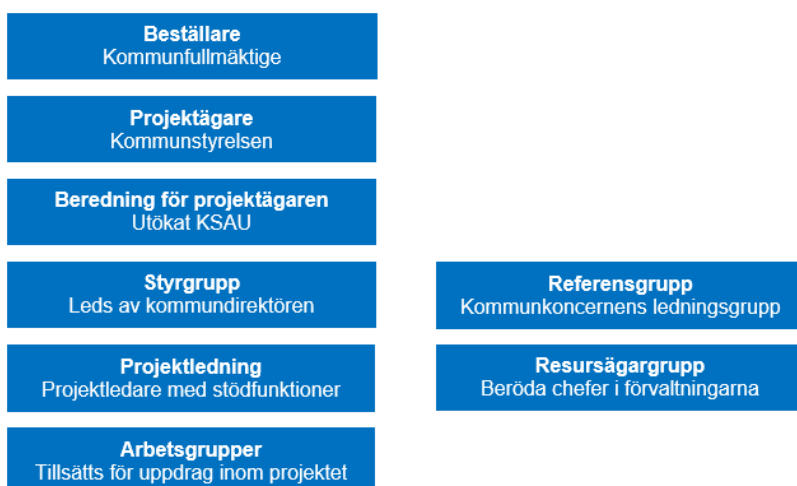 Beställare
Kommunfullmäktige
Projektägare
Kommunstyrelsen
Beredning för projektägaren
Utökat KSAU
Styrgrupp
Leds av kommundirektören
Referensgrupp
Kommunkoncernens ledningsgrupp
Projektledning
Projektledare med stödfunktioner
Resursägargrupp
Beröda chefer i förvaltningarna
Arbetsgrupper
Tillsätts för uppdrag inom projektet